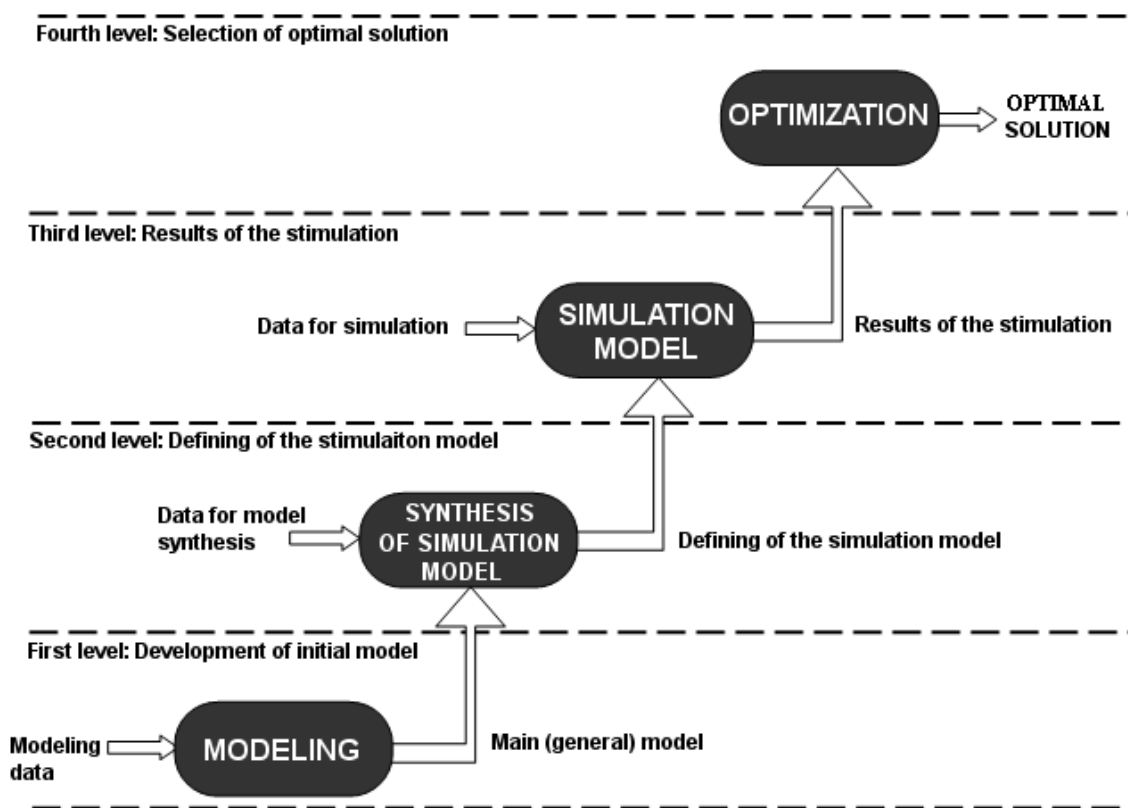 Fourth level: Selection of optimal solution
OPTIMIZATION
OPTIMAL
SOLUTION
Third level: Results of the stimulation
Data for simulation
SIMULATION
MODEL
Results of the stimulation
Second level: Defining of the stimulaiton model
Data for model
synthesis
SYNTHESIS
OF SIMULATION
MODEL
Defining of the simulation model
First level: Development of initial model
Modeling
data
MODELING
Main (general) model